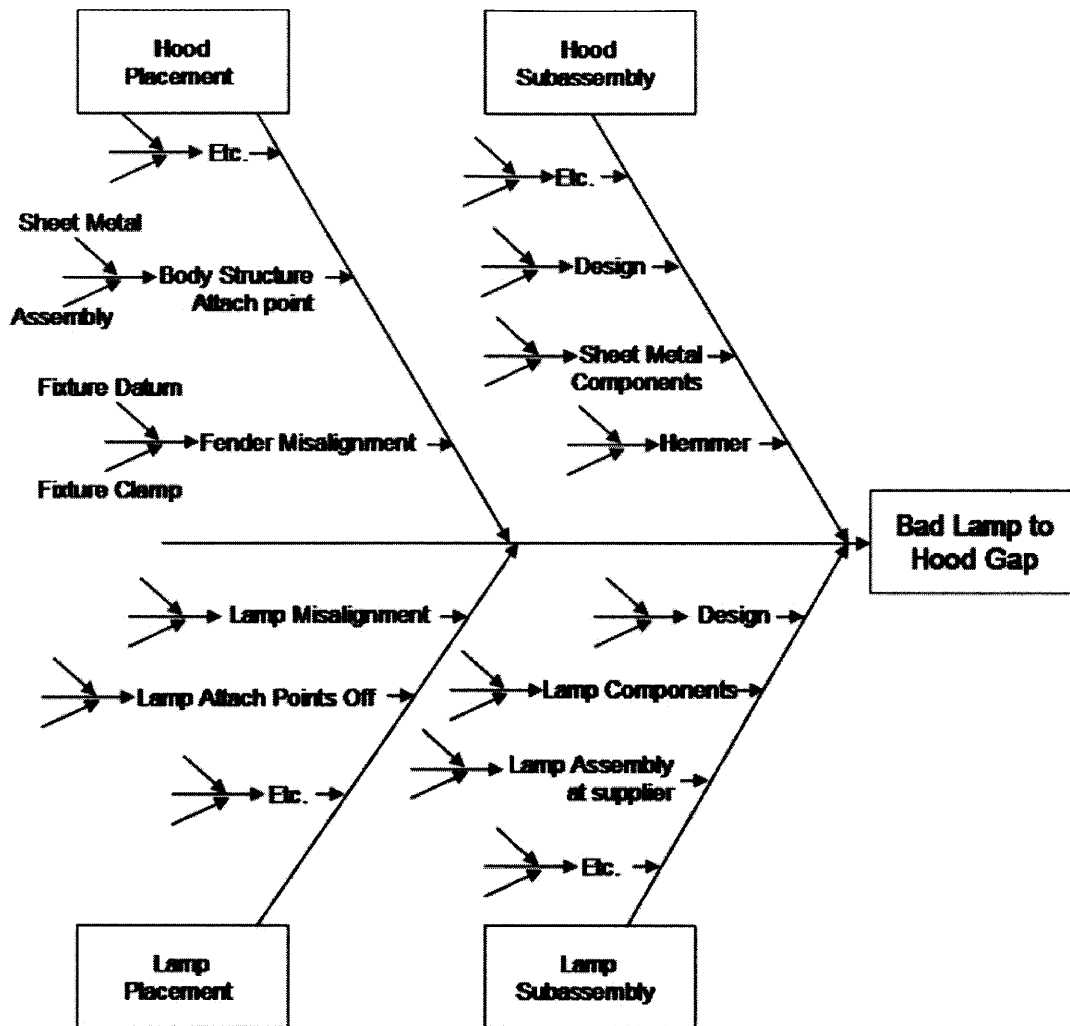 Hood
Placement
Hood
Subassembly
Etc.
Etc.
Sheet Metal
Body Structure
Attach point
Assembly
Design
Sheet Metal
Components
Fixture Datum
Fender Misalignment
Fixture Clamp
Hemmer
Bad Lamp to
Hood Gap
Lamp Misalignment
Design
Lamp Attach Points Off
Lamp Components
Etc.
Lamp Assembly
at supplier
Etc.
Lamp
Placement
Lamp
Subassembly